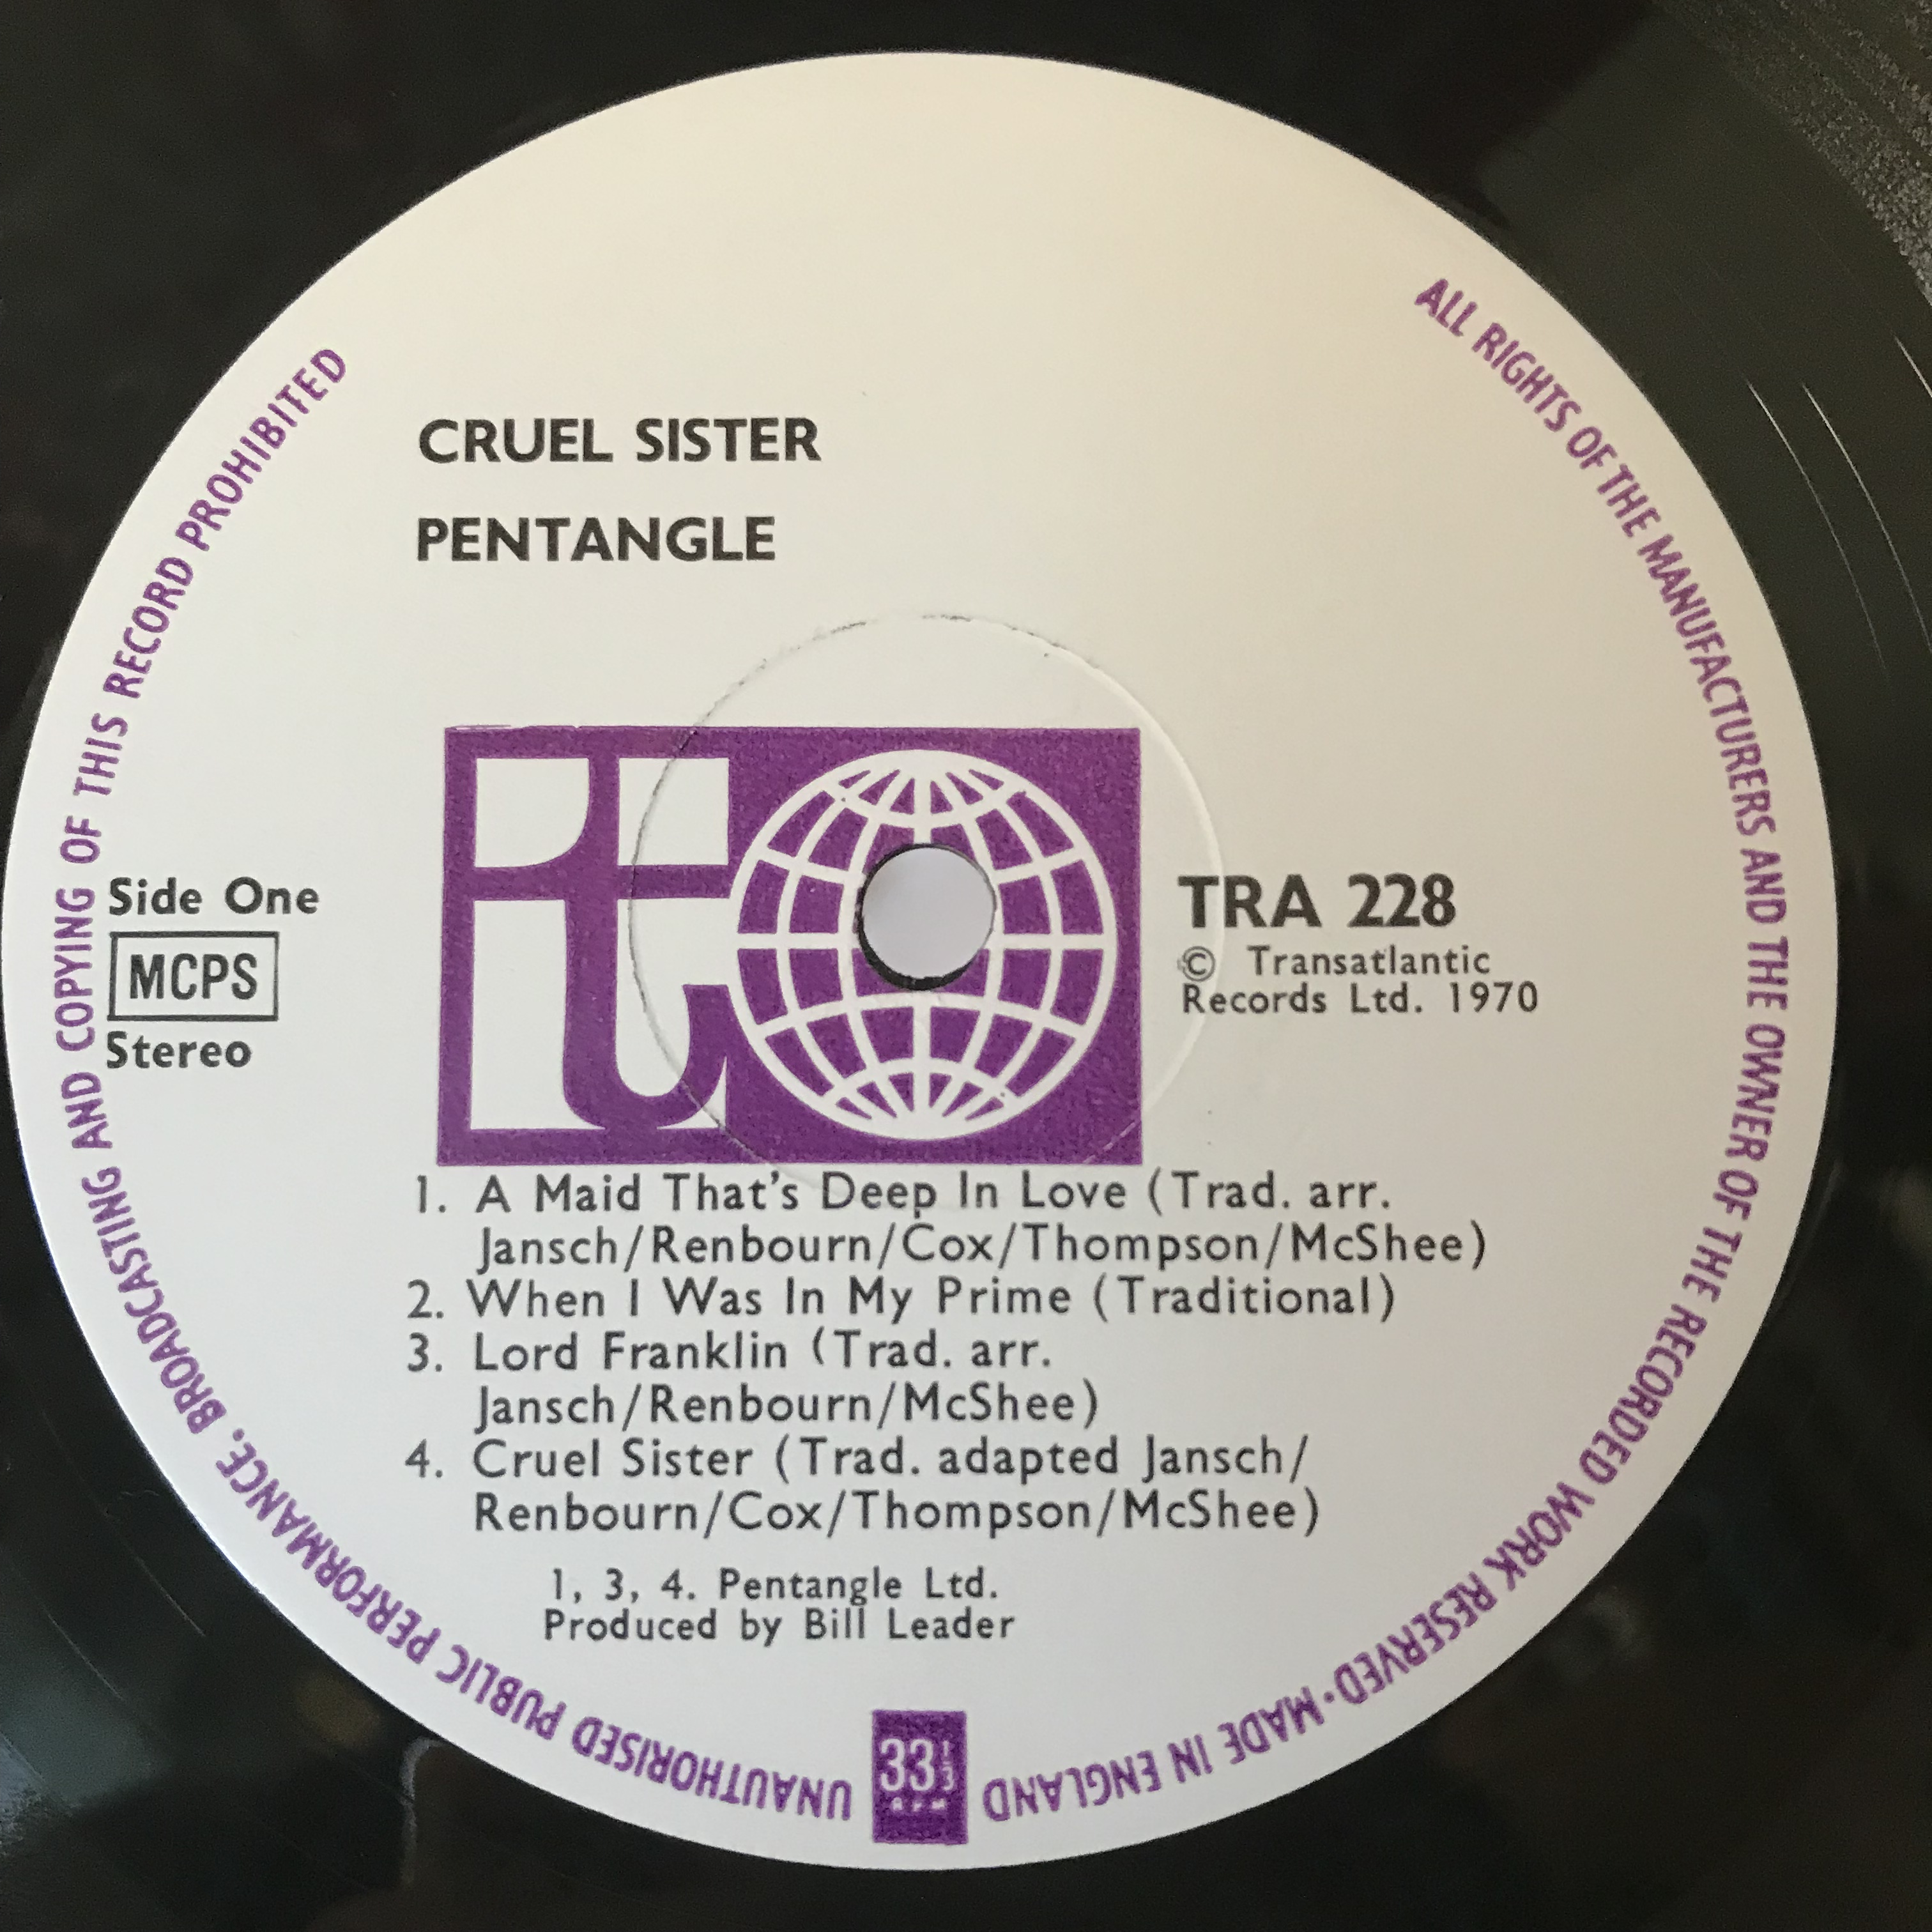 CRUEL SISTER
PENTANGLE
Side One
MCPS
Stereo
t
TRA 228
© Transatlantic
Records Ltd. 1970
1. A Maid That's Deep In Love (Trad. arr.
Jansch/Renbourn/Cox/Thompson/McShee)
2. When I Was In My Prime (Traditional)
3. Lord Franklin (Trad. arr.
Jansch/Renbourn/McShee)
4. Cruel Sister (Trad. adapted Jansch/
Renbourn/Cox/Thompson/McShee)
1, 3, 4. Pentangle Ltd.
Produced by Bill Leader
ALL RIGHTS OF THE MANUFACTURERS AND THE OWNER OF THE RECORDED WORK RESERVED·MADE IN ENGLAND
33⅓
RPM
UNAUTHORISED PUBLIC PERFORMANCE. BROADCASTING AND COPYING OF THIS RECORD PROHIBITED